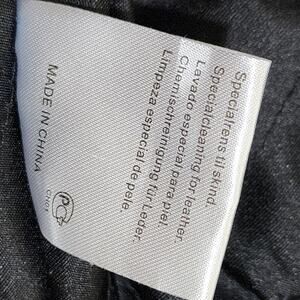 Specialrens til skind.
Specialcleaning for leather.
Lavado especial para piel.
Chemischreinigung für Leder.
Limpeza especial de pele.
MADE IN CHINA